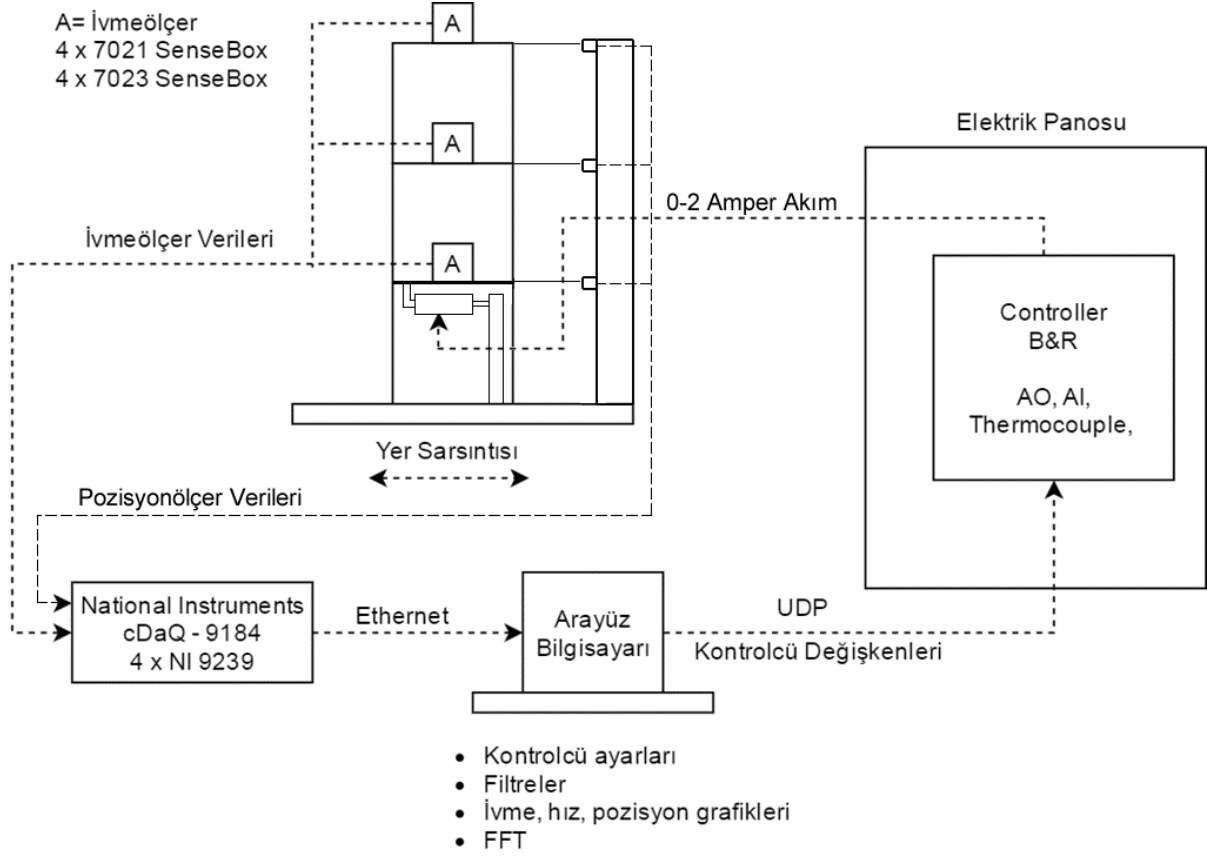 A= İvmeölçer
4 x 7021 SenseBox
4 x 7023 SenseBox
A
A
A
İvmeölçer Verileri
0-2 Amper Akım
Elektrik Panosu
Controller
B&R
AO, AI,
Thermocouple,
Yer Sarsıntısı
Pozisyonölçer Verileri
National Instruments
cDaQ - 9184
4 x NI 9239
Ethernet
Arayüz
Bilgisayarı
UDP
Kontrolcü Değişkenleri
• Kontrolcü ayarları
• Filtreler
• İvme, hız, pozisyon grafikleri
• FFT